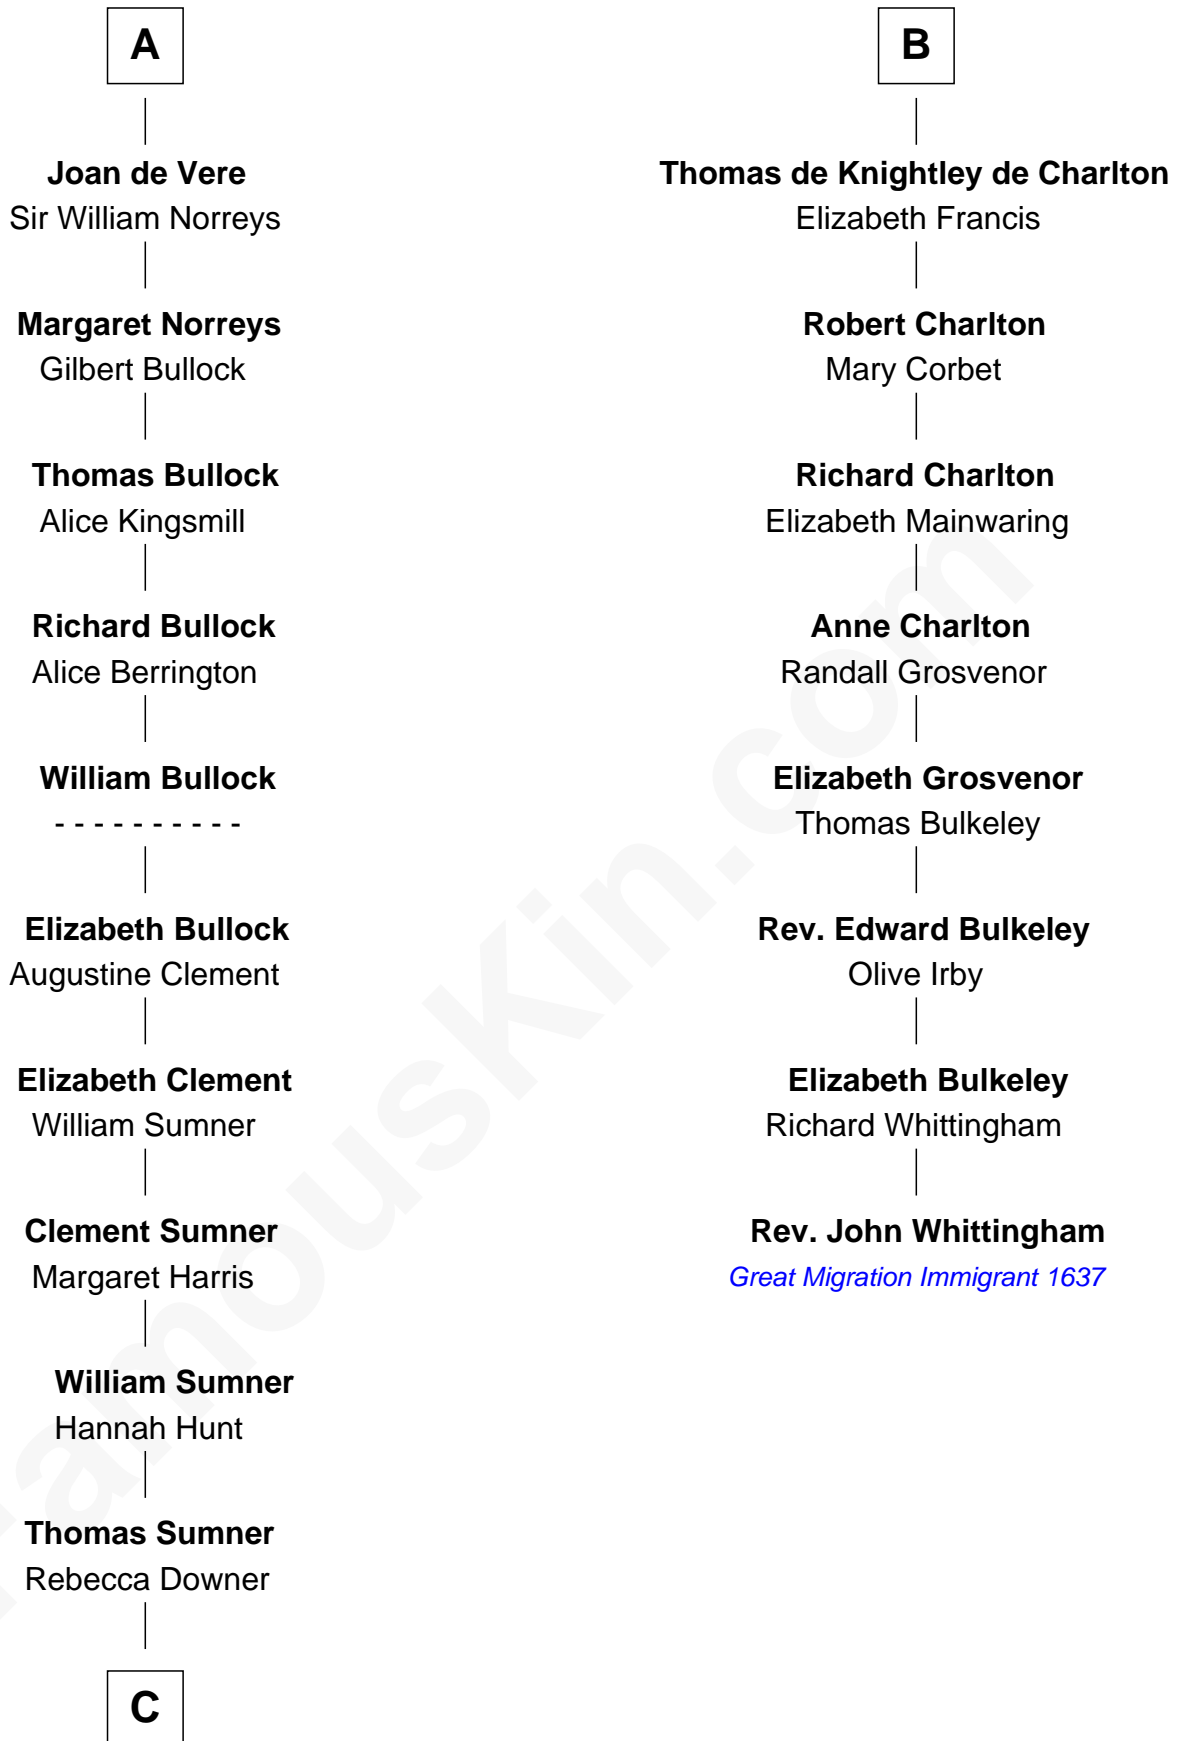 A
Joan de Vere
Sir William Norreys
Margaret Norreys
Gilbert Bullock
Thomas Bullock
Alice Kingsmill
Richard Bullock
Alice Berrington
William Bullock
- - - - - - - - - -
Elizabeth Bullock
Augustine Clement
Elizabeth Clement
William Sumner
Clement Sumner
Margaret Harris
William Sumner
Hannah Hunt
Thomas Sumner
Rebecca Downer
C
B
Thomas de Knightley de Charlton
Elizabeth Francis
Robert Charlton
Mary Corbet
Richard Charlton
Elizabeth Mainwaring
Anne Charlton
Randall Grosvenor
Elizabeth Grosvenor
Thomas Bulkeley
Rev. Edward Bulkeley
Olive Irby
Elizabeth Bulkeley
Richard Whittingham
Rev. John Whittingham
Great Migration Immigrant 1637
FamousKin.com